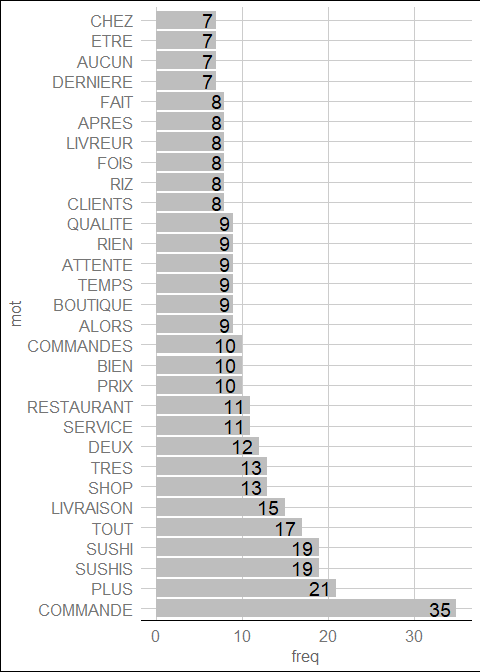 CHEZ 7
ETRE 7
AUCUN 7
DERNIERE 7
FAIT 8
APRES 8
LIVREUR 8
FOIS 8
RIZ 8
CLIENTS 8
QUALITE 9
RIEN 9
ATTENTE 9
TEMPS 9
BOUTIQUE 9
ALORS 9
COMMANDES 10
BIEN 10
PRIX 10
RESTAURANT 11
SERVICE 11
DEUX 12
TRES 13
SHOP 13
LIVRAISON 15
TOUT 17
SUSHI 19
SUSHIS 19
PLUS 21
COMMANDE 35
mot
0 10 20 30
freq